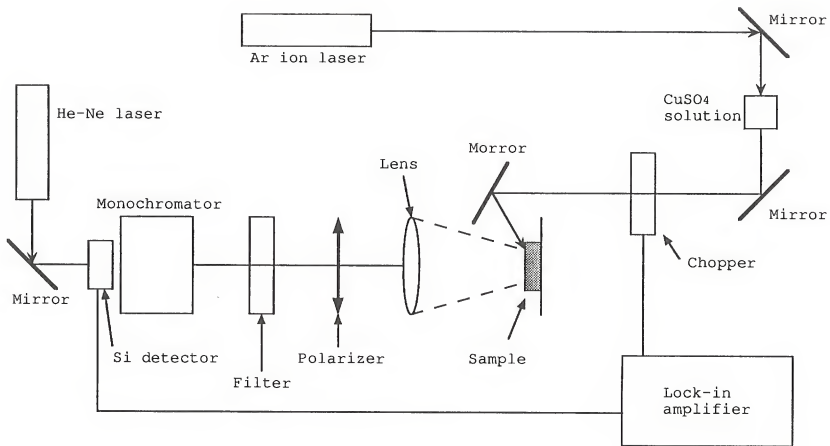 Mirror
Ar ion laser
He-Ne laser
CuSO4
solution
Lens
Morror
Monochromator
Mirror
Chopper
Mirror
Si detector
Polarizer
Sample
Filter
Lock-in
amplifier